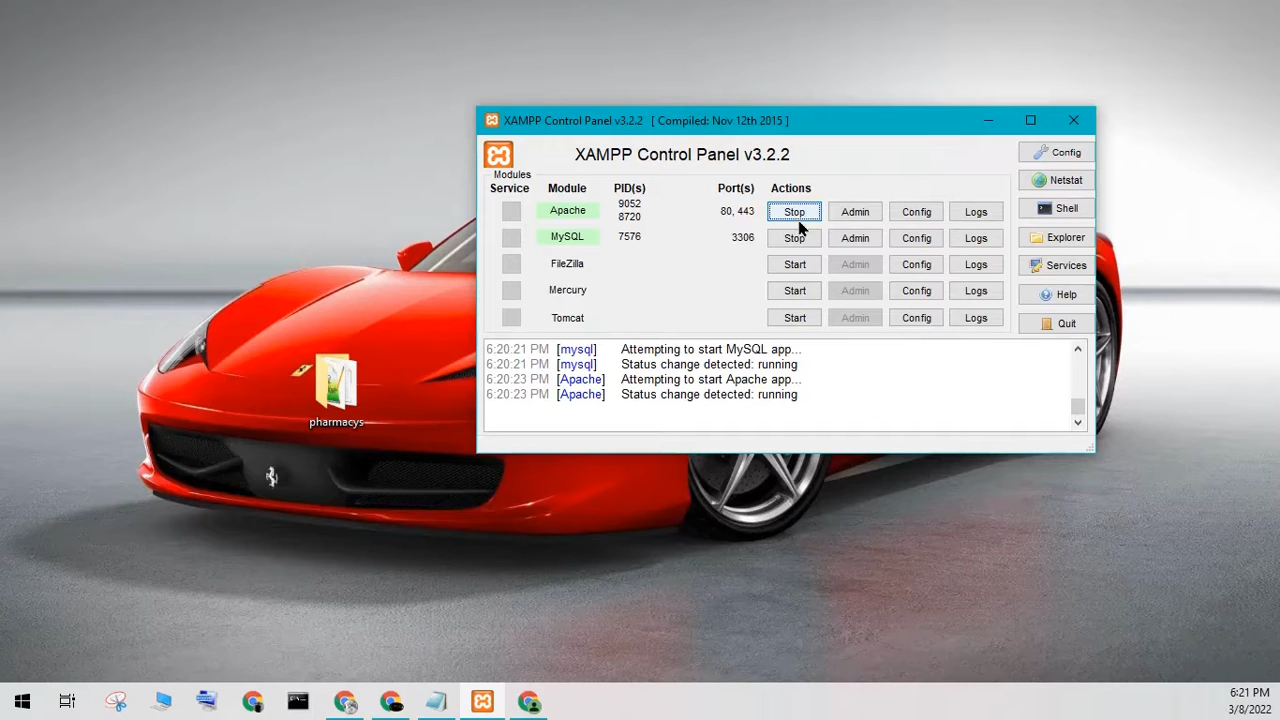 XAMPP Control Panel v3.2.2 [ Compiled: Nov 12th 2015 ]
XAMPP Control Panel v3.2.2
Config
Modules
Service Module PID(s) Port(s) Actions
Netstat
Apache 9052 8720 80, 443 Stop Admin Config Logs
Shell
MySQL 7576 3306 Stop Admin Config Logs
Explorer
FileZilla Start Admin Config Logs
Services
Mercury Start Admin Config Logs
Help
Tomcat Start Admin Config Logs
Quit
6:20:21 PM [mysql] Attempting to start MySQL app...
6:20:21 PM [mysql] Status change detected: running
6:20:23 PM [Apache] Attempting to start Apache app...
6:20:23 PM [Apache] Status change detected: running
pharmacys
6:21 PM
3/8/2022